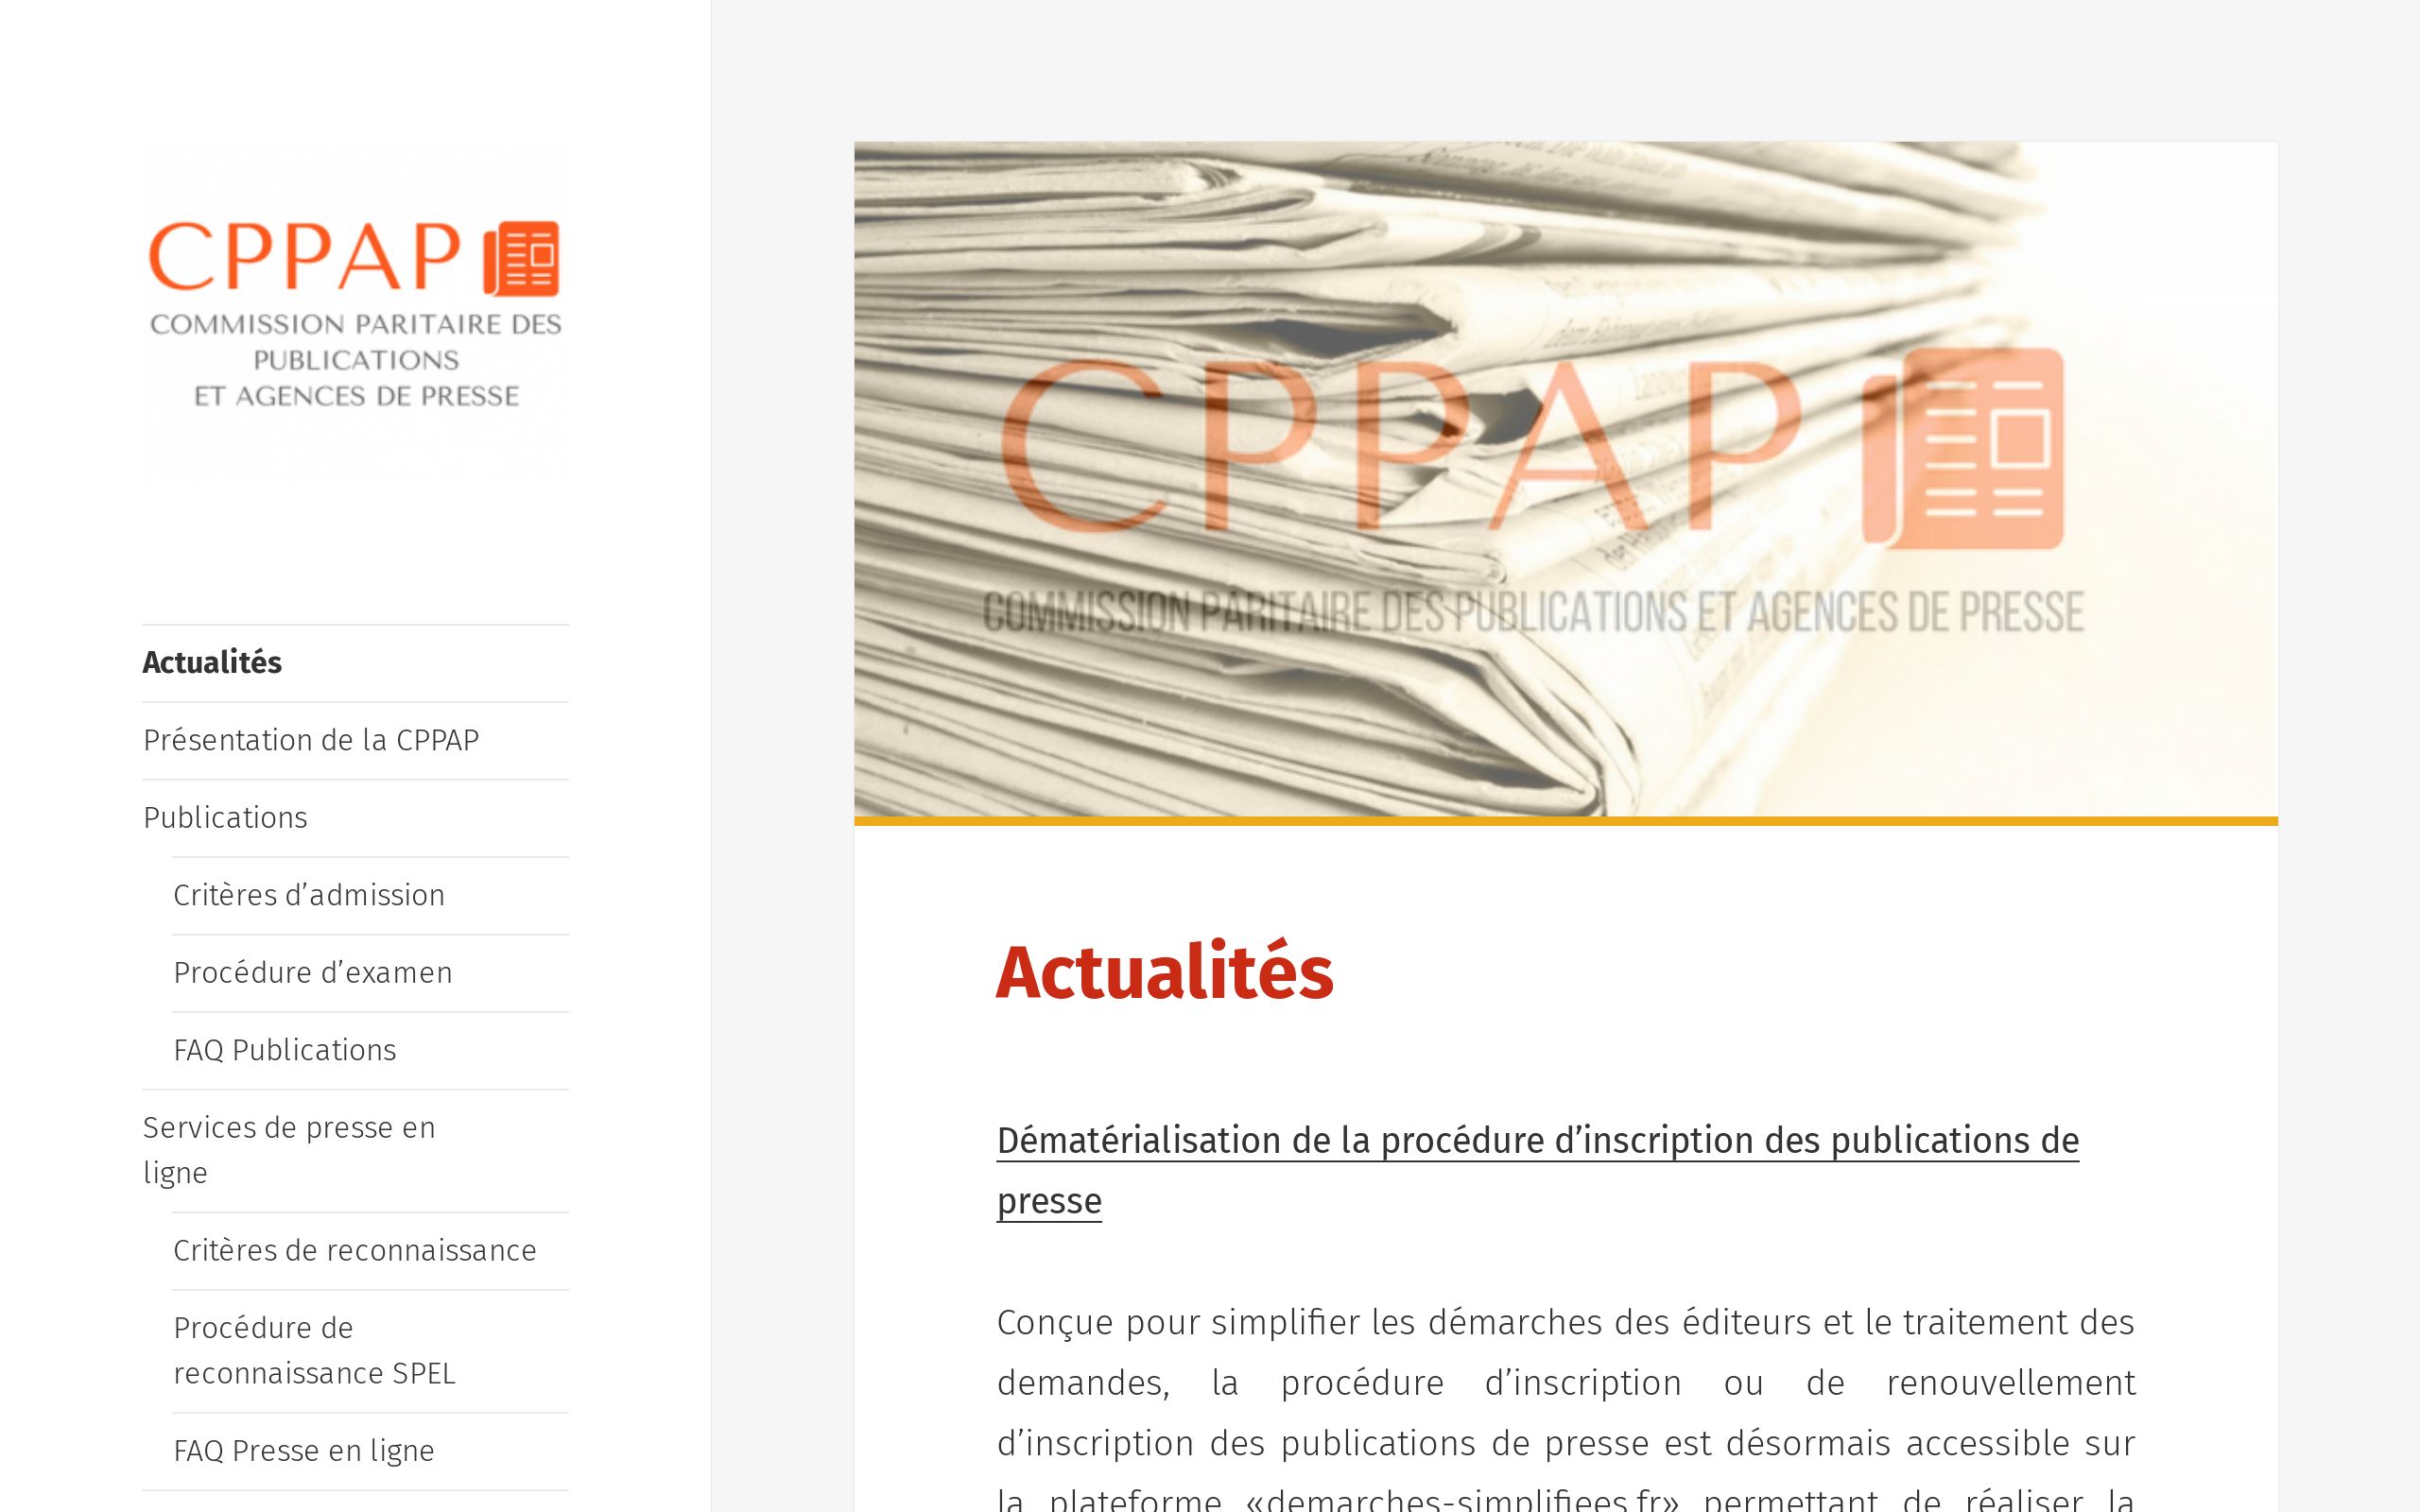 CPPAP
COMMISSION PARITAIRE DES
PUBLICATIONS
ET AGENCES DE PRESSE
Actualités
Présentation de la CPPAP
Publications
Critères d’admission
Procédure d’examen
FAQ Publications
Services de presse en
ligne
Critères de reconnaissance
Procédure de
reconnaissance SPEL
FAQ Presse en ligne
CPPAP
COMMISSION PARITAIRE DES PUBLICATIONS ET AGENCES DE PRESSE
Actualités
Dématérialisation de la procédure d’inscription des publications de
presse
Conçue pour simplifier les démarches des éditeurs et le traitement des
demandes, la procédure d’inscription ou de renouvellement
d’inscription des publications de presse est désormais accessible sur
la plateforme «demarches-simplifiees.fr» permettant de réaliser la